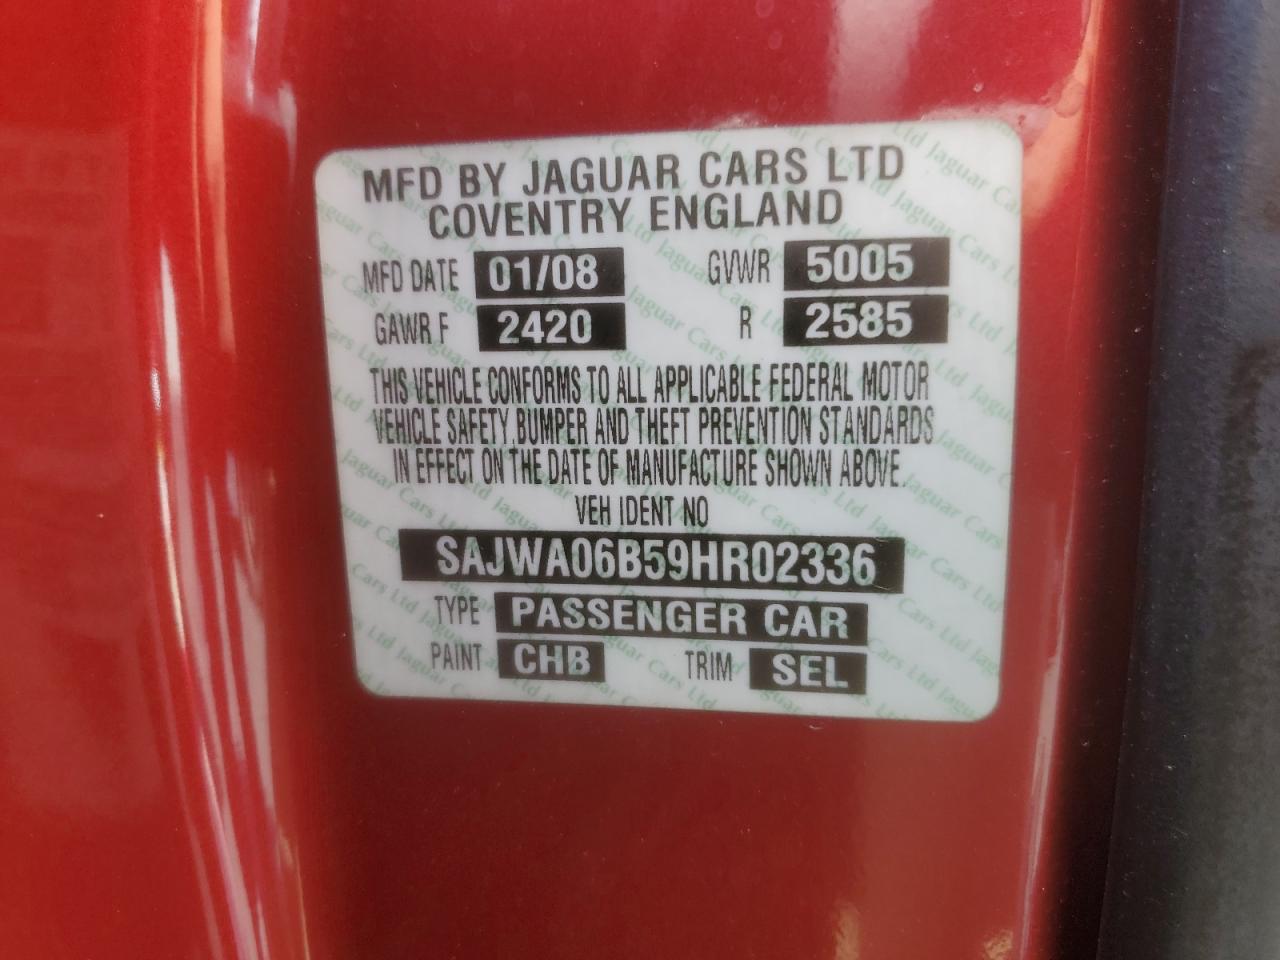 MFD BY JAGUAR CARS LTD
COVENTRY ENGLAND
MFD DATE 01/08 GVWR 5005
GAWR F 2420 R 2585
THIS VEHICLE CONFORMS TO ALL APPLICABLE FEDERAL MOTOR
VEHICLE SAFETY, BUMPER AND THEFT PREVENTION STANDARDS
IN EFFECT ON THE DATE OF MANUFACTURE SHOWN ABOVE.
VEH IDENT NO
SAJWA06B59HR02336
TYPE PASSENGER CAR
PAINT CHB TRIM SEL